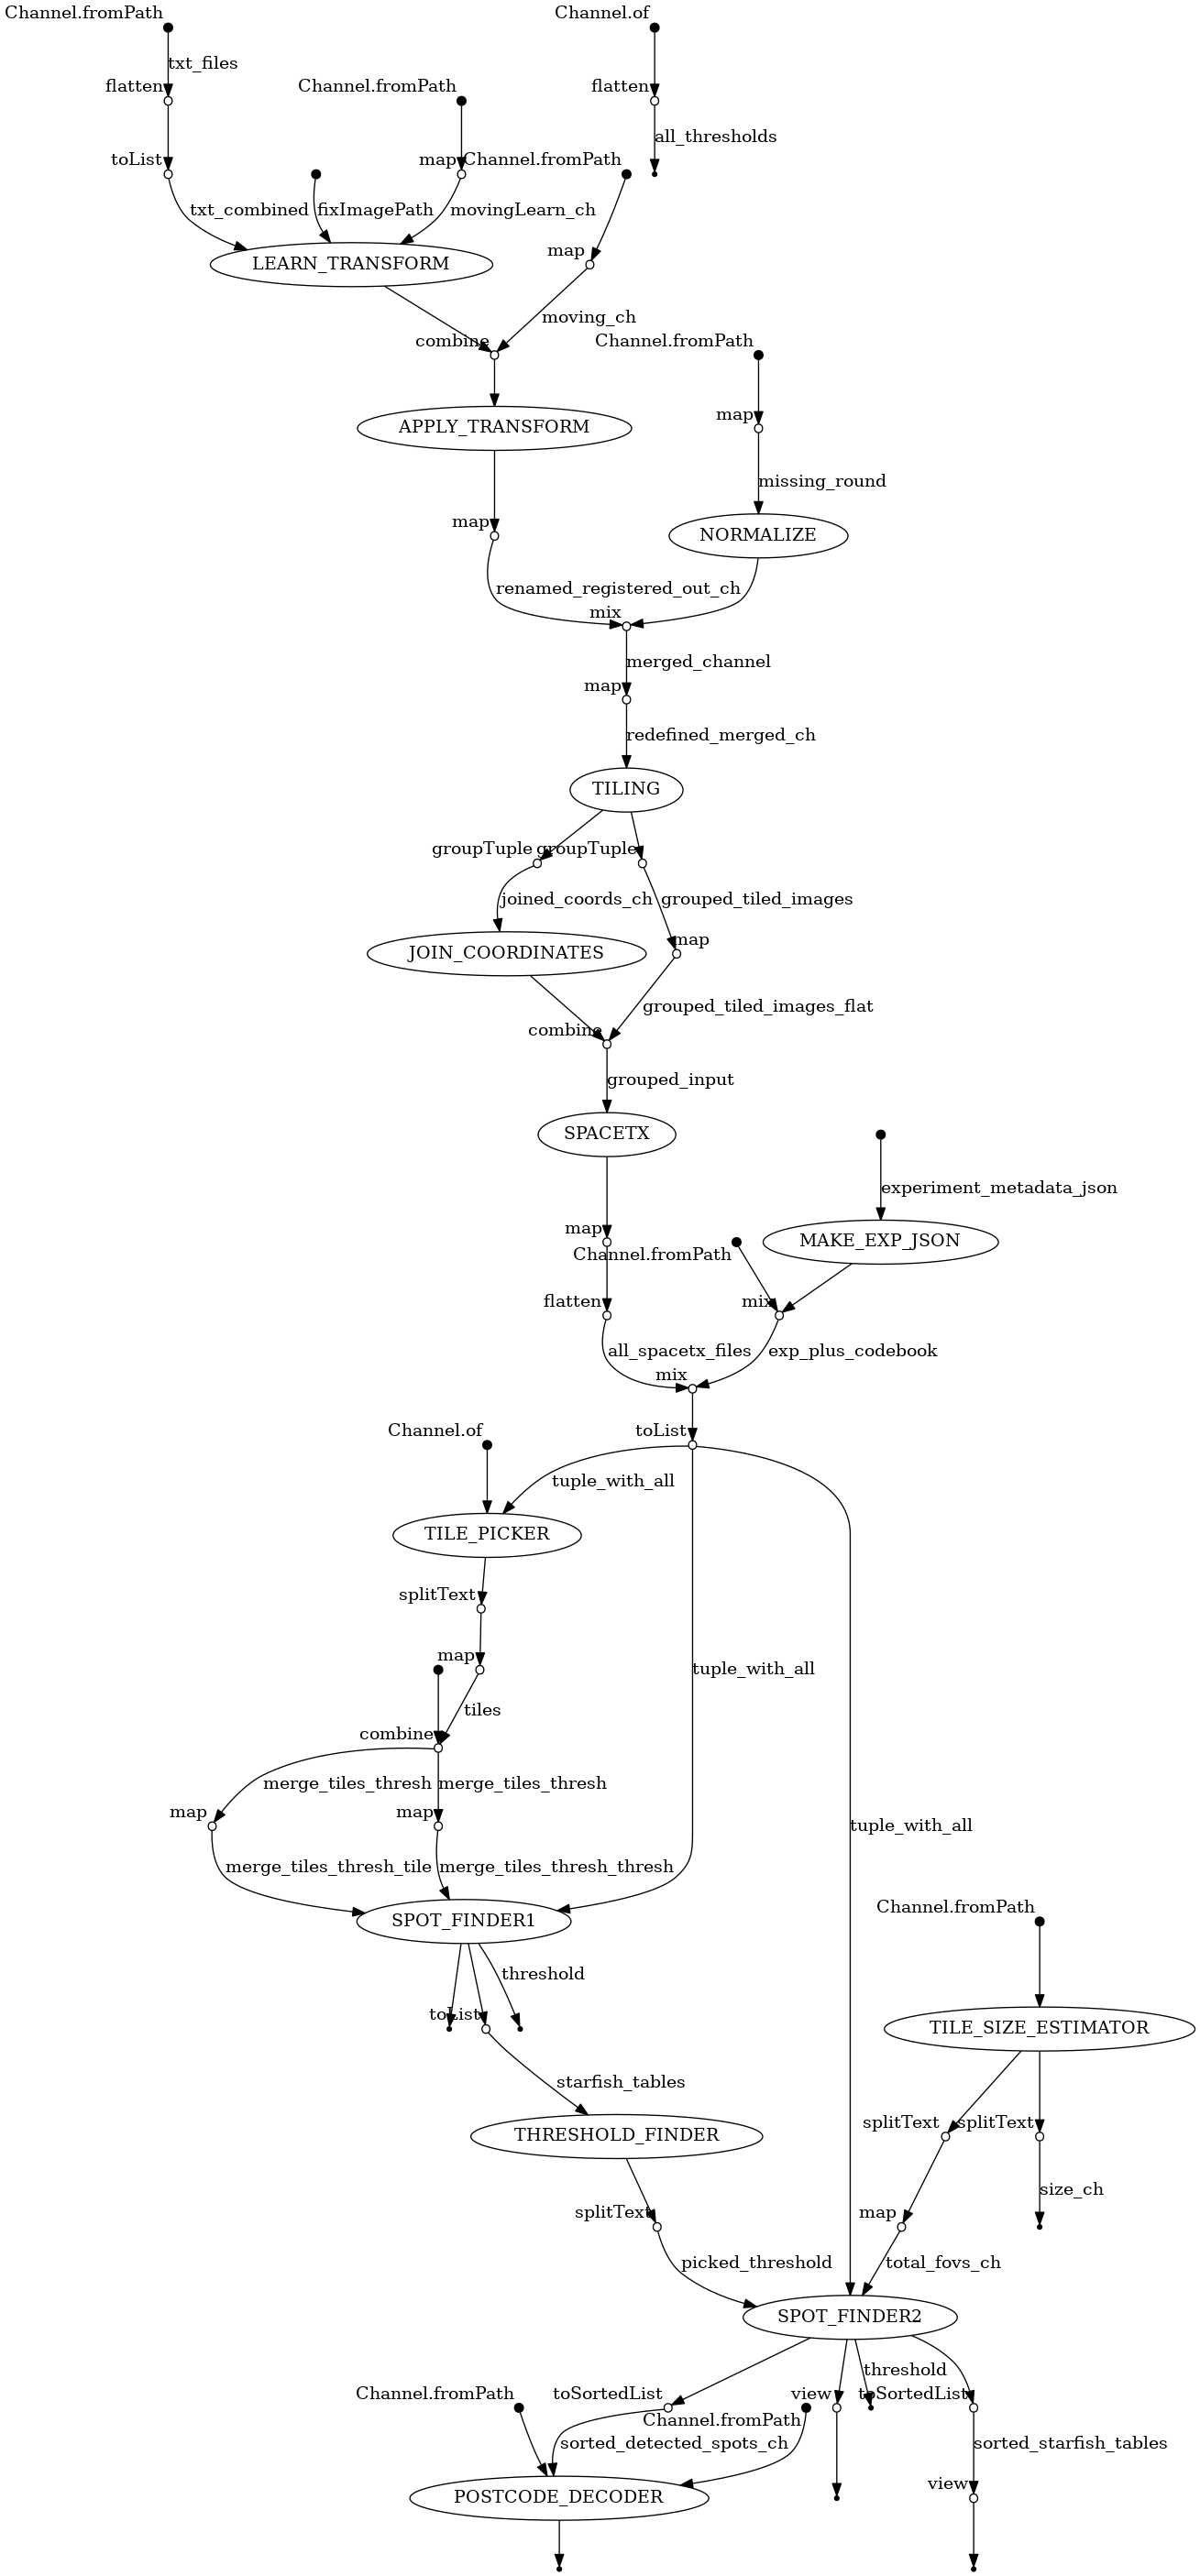 Channel.fromPath
Channel.of
txt_files
flatten
Channel.fromPath
flatten
all_thresholds
toList
map
Channel.fromPath
txt_combined
fixImagePath
movingLearn_ch
map
LEARN_TRANSFORM
moving_ch
combine
Channel.fromPath
map
APPLY_TRANSFORM
missing_round
map
NORMALIZE
renamed_registered_out_ch
mix
merged_channel
map
redefined_merged_ch
TILING
groupTuple
groupTuple
joined_coords_ch
grouped_tiled_images
map
JOIN_COORDINATES
grouped_tiled_images_flat
combine
grouped_input
SPACETX
experiment_metadata_json
map
MAKE_EXP_JSON
Channel.fromPath
flatten
mix
all_spacetx_files
exp_plus_codebook
mix
Channel.of
toList
tuple_with_all
TILE_PICKER
splitText
map
tuple_with_all
tiles
combine
merge_tiles_thresh
merge_tiles_thresh
map
map
tuple_with_all
merge_tiles_thresh_tile
merge_tiles_thresh_thresh
Channel.fromPath
SPOT_FINDER1
threshold
toList
TILE_SIZE_ESTIMATOR
starfish_tables
splitText
splitText
THRESHOLD_FINDER
size_ch
splitText
map
picked_threshold
total_fovs_ch
SPOT_FINDER2
threshold
Channel.fromPath
toSortedList
view
toSortedList
Channel.fromPath
sorted_detected_spots_ch
sorted_starfish_tables
view
POSTCODE_DECODER